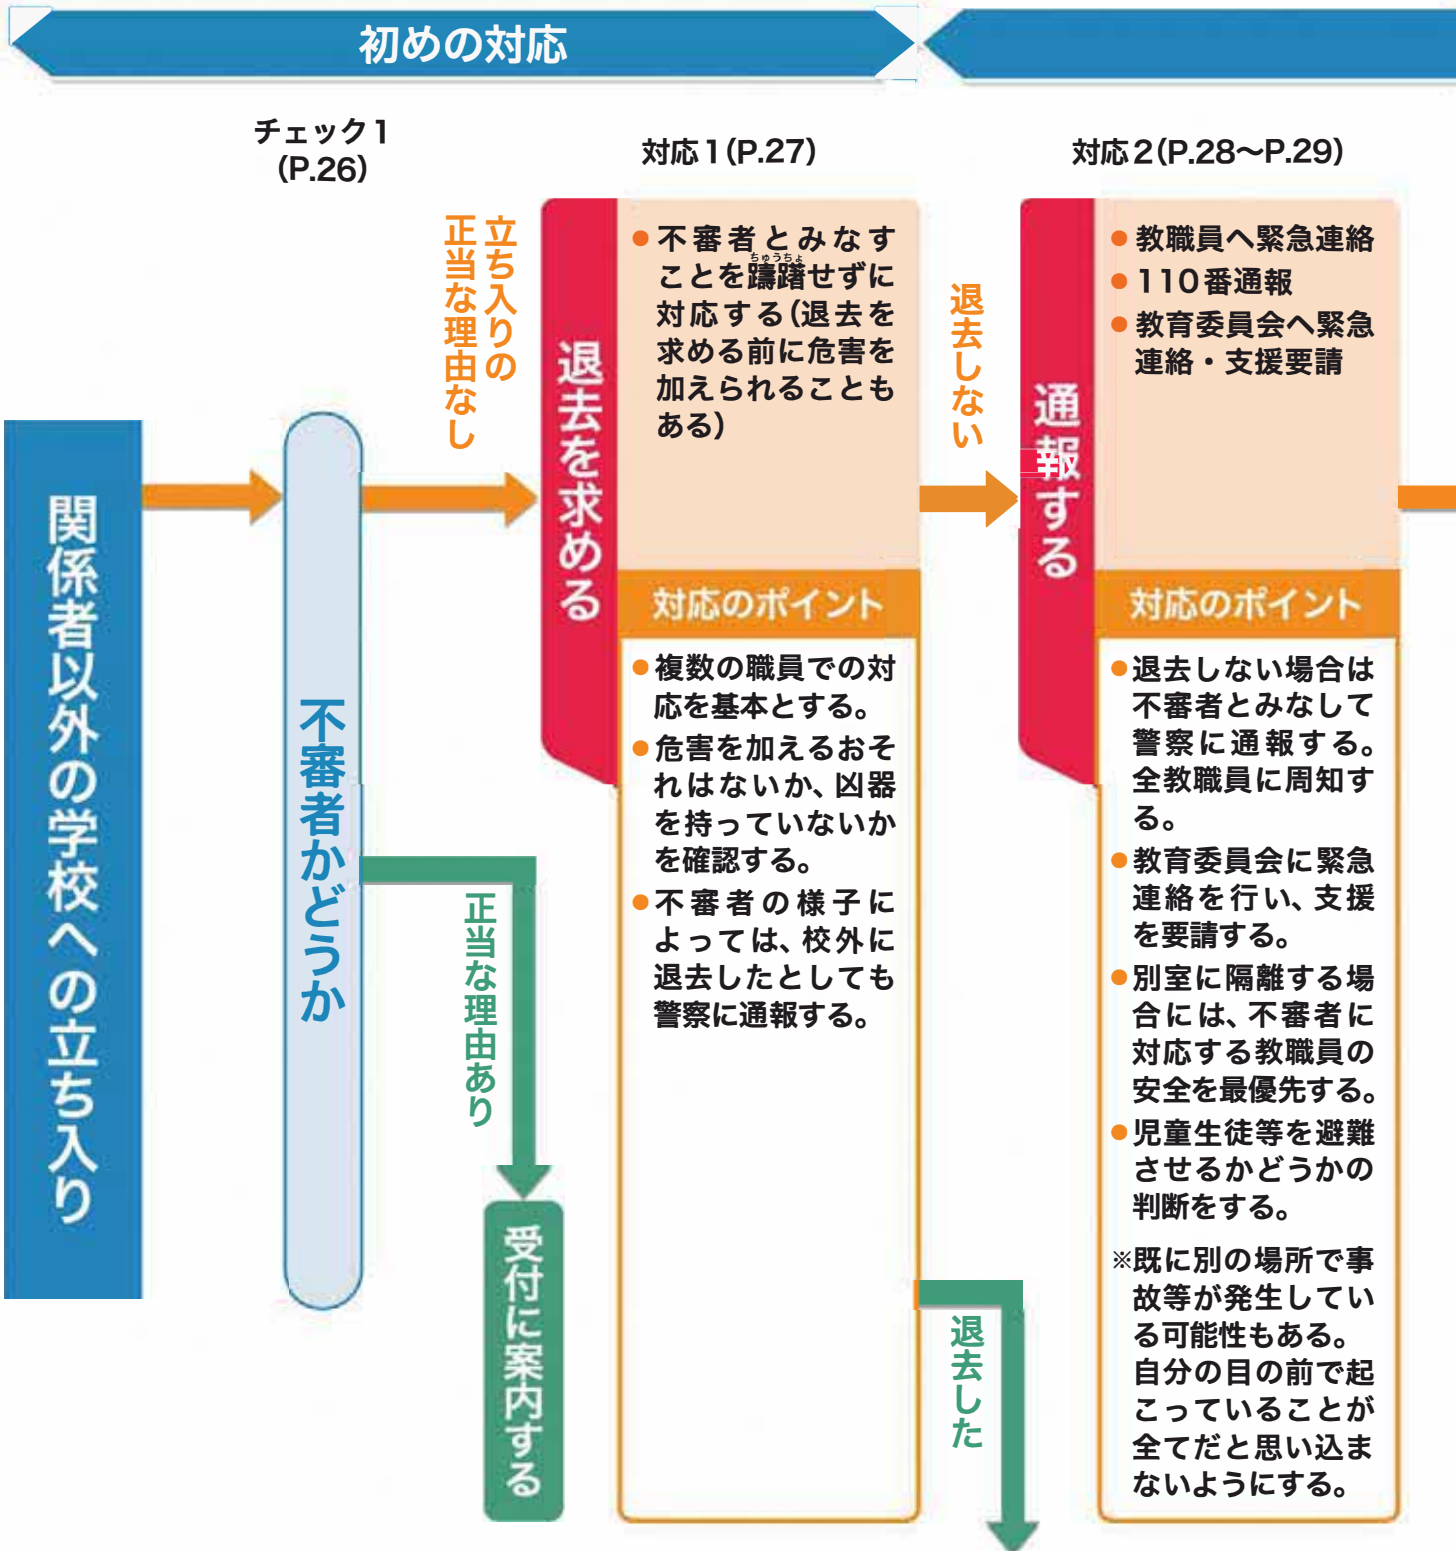 初めの対応
チェック1
(P.26)
対応1(P.27)
対応2(P.28〜P.29)
関係者以外の学校への立ち入り
不審者かどうか
立ち入りの
正当な理由なし
正当な理由あり
受付に案内する
退去を求める
●不審者とみなす
ことを躊躇せずに
ちゅうちょ
対応する(退去を
求める前に危害を
加えられることも
ある)
対応のポイント
●複数の職員での対
応を基本とする。
●危害を加えるおそ
れはないか、凶器
を持っていないか
を確認する。
●不審者の様子に
よっては、校外に
退去したとしても
警察に通報する。
退去しない
退去した
通報する
●教職員へ緊急連絡
●110番通報
●教育委員会へ緊急
連絡・支援要請
対応のポイント
●退去しない場合は
不審者とみなして
警察に通報する。
全教職員に周知す
る。
●教育委員会に緊急
連絡を行い、支援
を要請する。
●別室に隔離する場
合には、不審者に
対応する教職員の
安全を最優先する。
●児童生徒等を避難
させるかどうかの
判断をする。
※既に別の場所で事
故等が発生してい
る可能性もある。
自分の目の前で起
こっていることが
全てだと思い込ま
ないようにする。